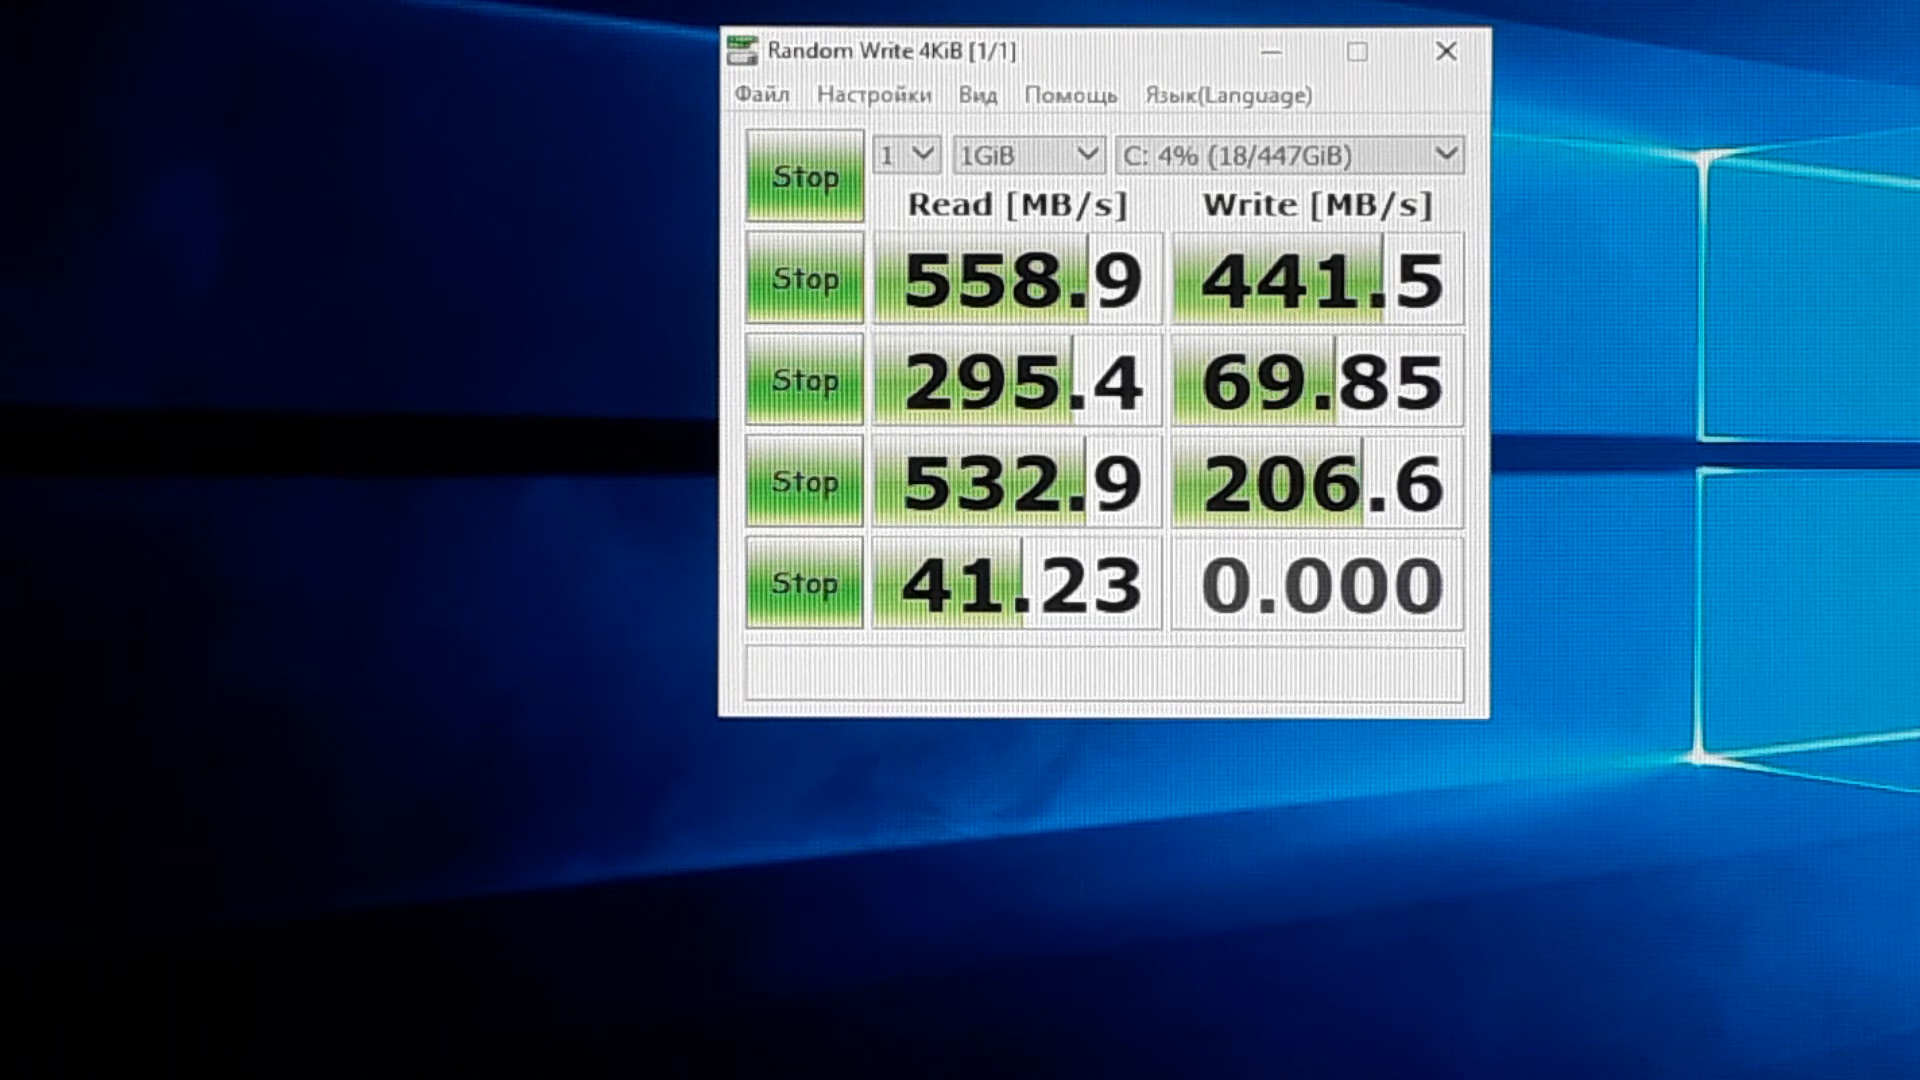 Random Write 4KiB [1/1]
Файл Настройки Вид Помощь Язык(Language)
Stop 1 1GiB C: 4% (18/447GiB)
Read [MB/s] Write [MB/s]
Stop 558.9 441.5
Stop 295.4 69.85
Stop 532.9 206.6
Stop 41.23 0.000